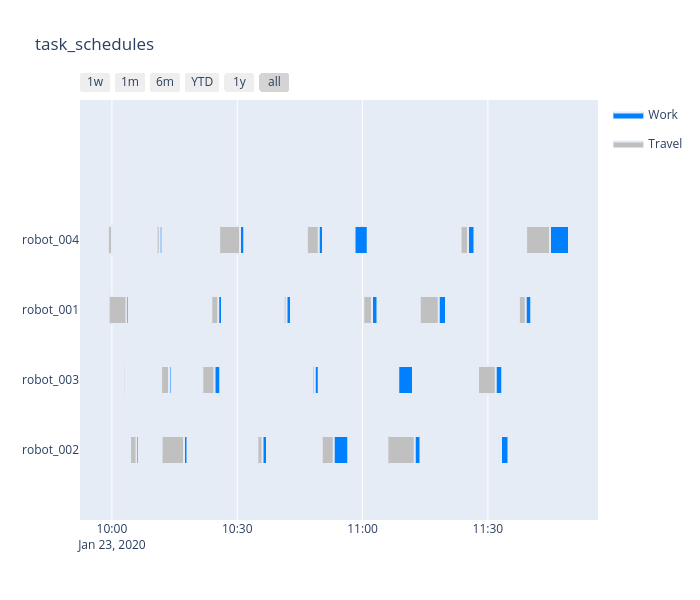 task_schedules
1w 1m 6m YTD 1y all
Work
Travel
robot_004
robot_001
robot_003
robot_002
10:00 10:30 11:00 11:30
Jan 23, 2020